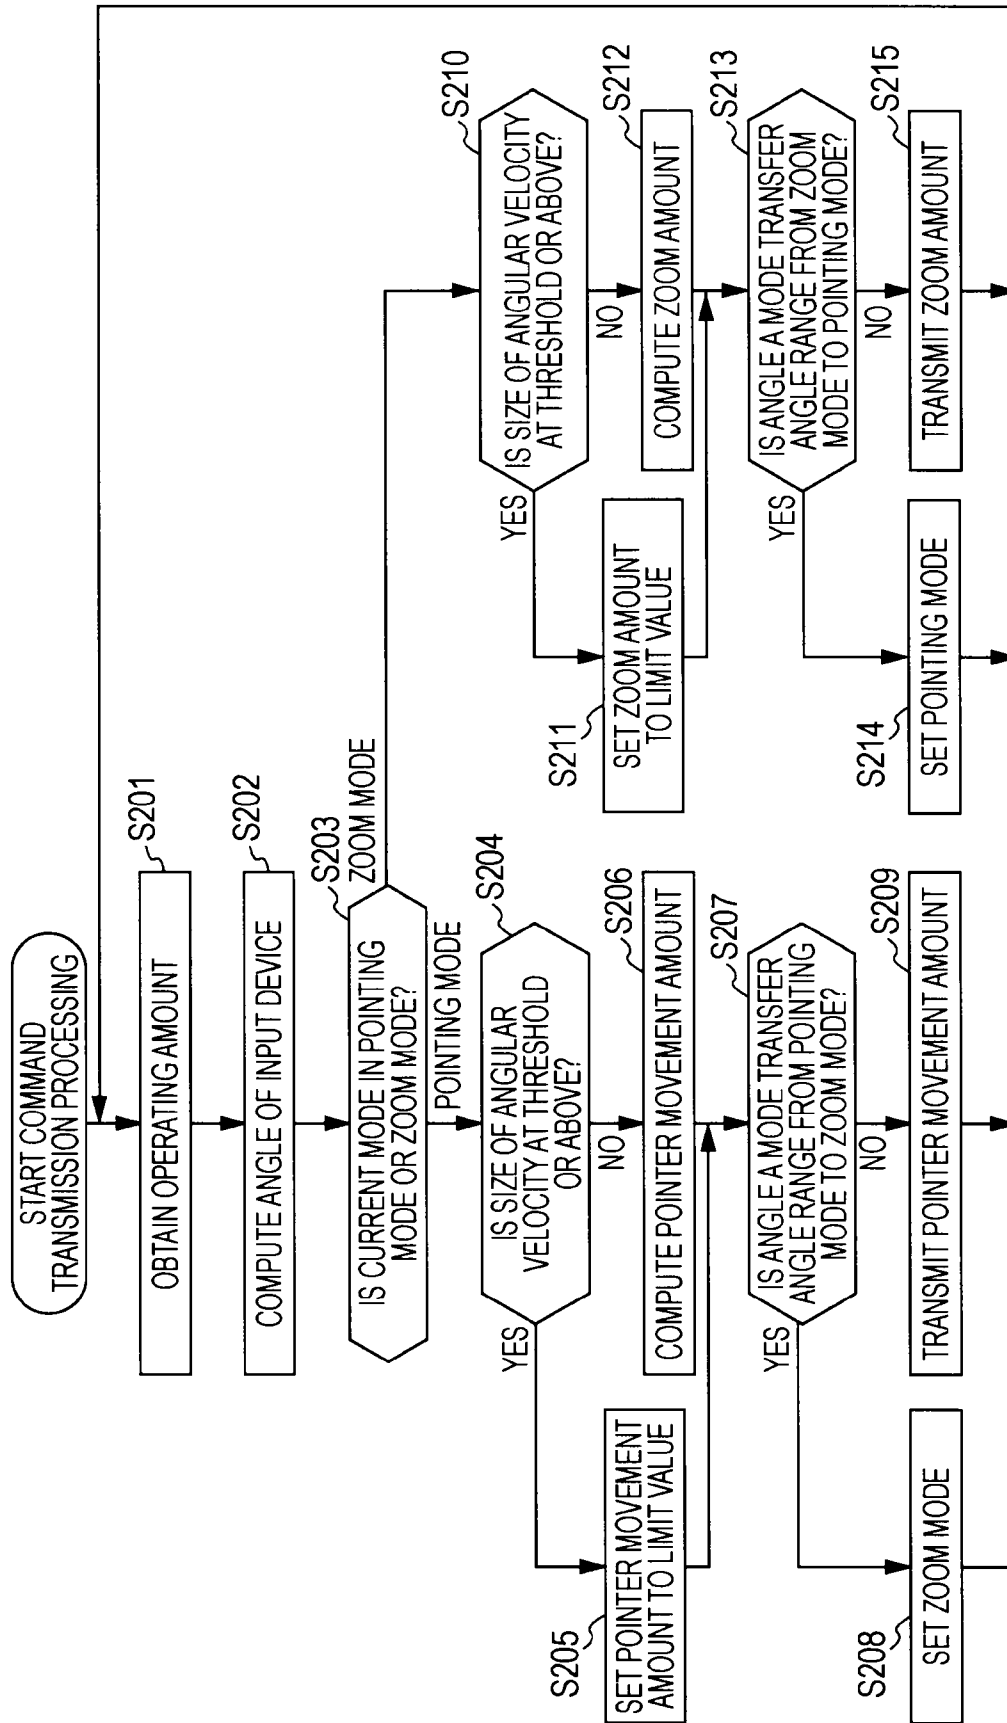 START COMMAND
TRANSMISSION PROCESSING
OBTAIN OPERATING AMOUNT
S201
COMPUTE ANGLE OF INPUT DEVICE
S202
IS CURRENT MODE IN POINTING
MODE OR ZOOM MODE?
S203
ZOOM MODE
POINTING MODE
IS SIZE OF ANGULAR
VELOCITY AT THRESHOLD
OR ABOVE?
S204
YES
NO
SET POINTER MOVEMENT
AMOUNT TO LIMIT VALUE
S205
COMPUTE POINTER MOVEMENT AMOUNT
S206
IS ANGLE A MODE TRANSFER
ANGLE RANGE FROM POINTING
MODE TO ZOOM MODE?
S207
YES
NO
SET ZOOM MODE
S208
TRANSMIT POINTER MOVEMENT AMOUNT
S209
IS SIZE OF ANGULAR VELOCITY
AT THRESHOLD OR ABOVE?
S210
YES
NO
SET ZOOM AMOUNT
TO LIMIT VALUE
S211
COMPUTE ZOOM AMOUNT
S212
IS ANGLE A MODE TRANSFER
ANGLE RANGE FROM ZOOM
MODE TO POINTING MODE?
S213
YES
NO
SET POINTING MODE
S214
TRANSMIT ZOOM AMOUNT
S215